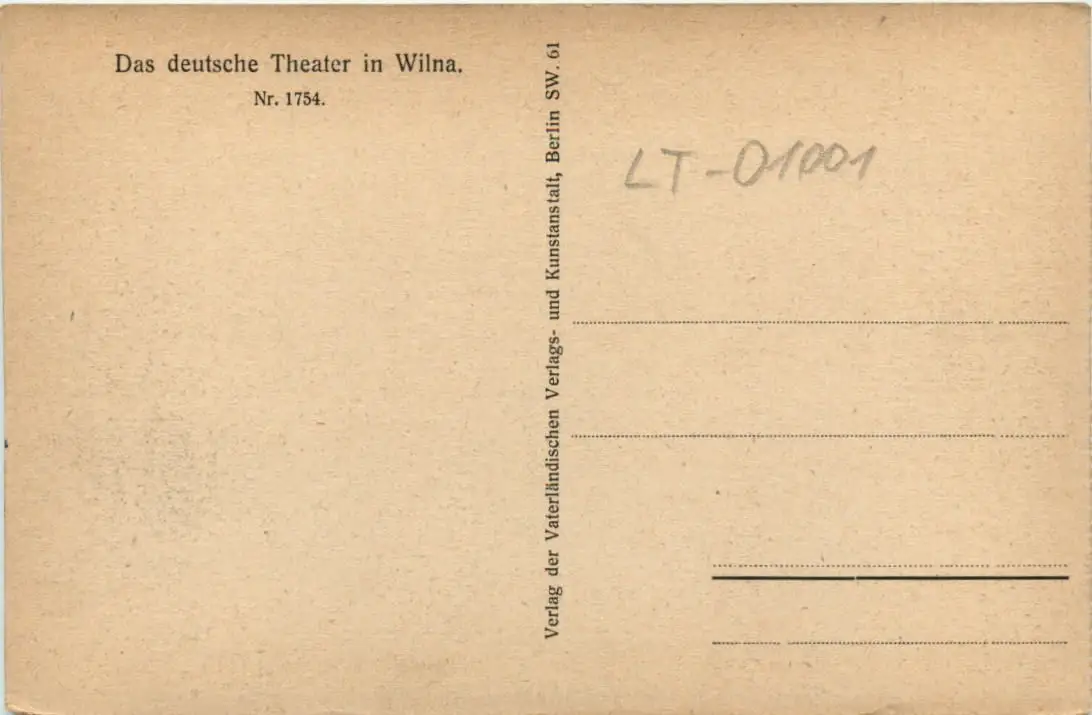 Das deutsche Theater in Wilna.
Nr. 1754.
Verlag der Vaterländischen Verlags- und Kunstanstalt, Berlin SW. 61
LT-01001